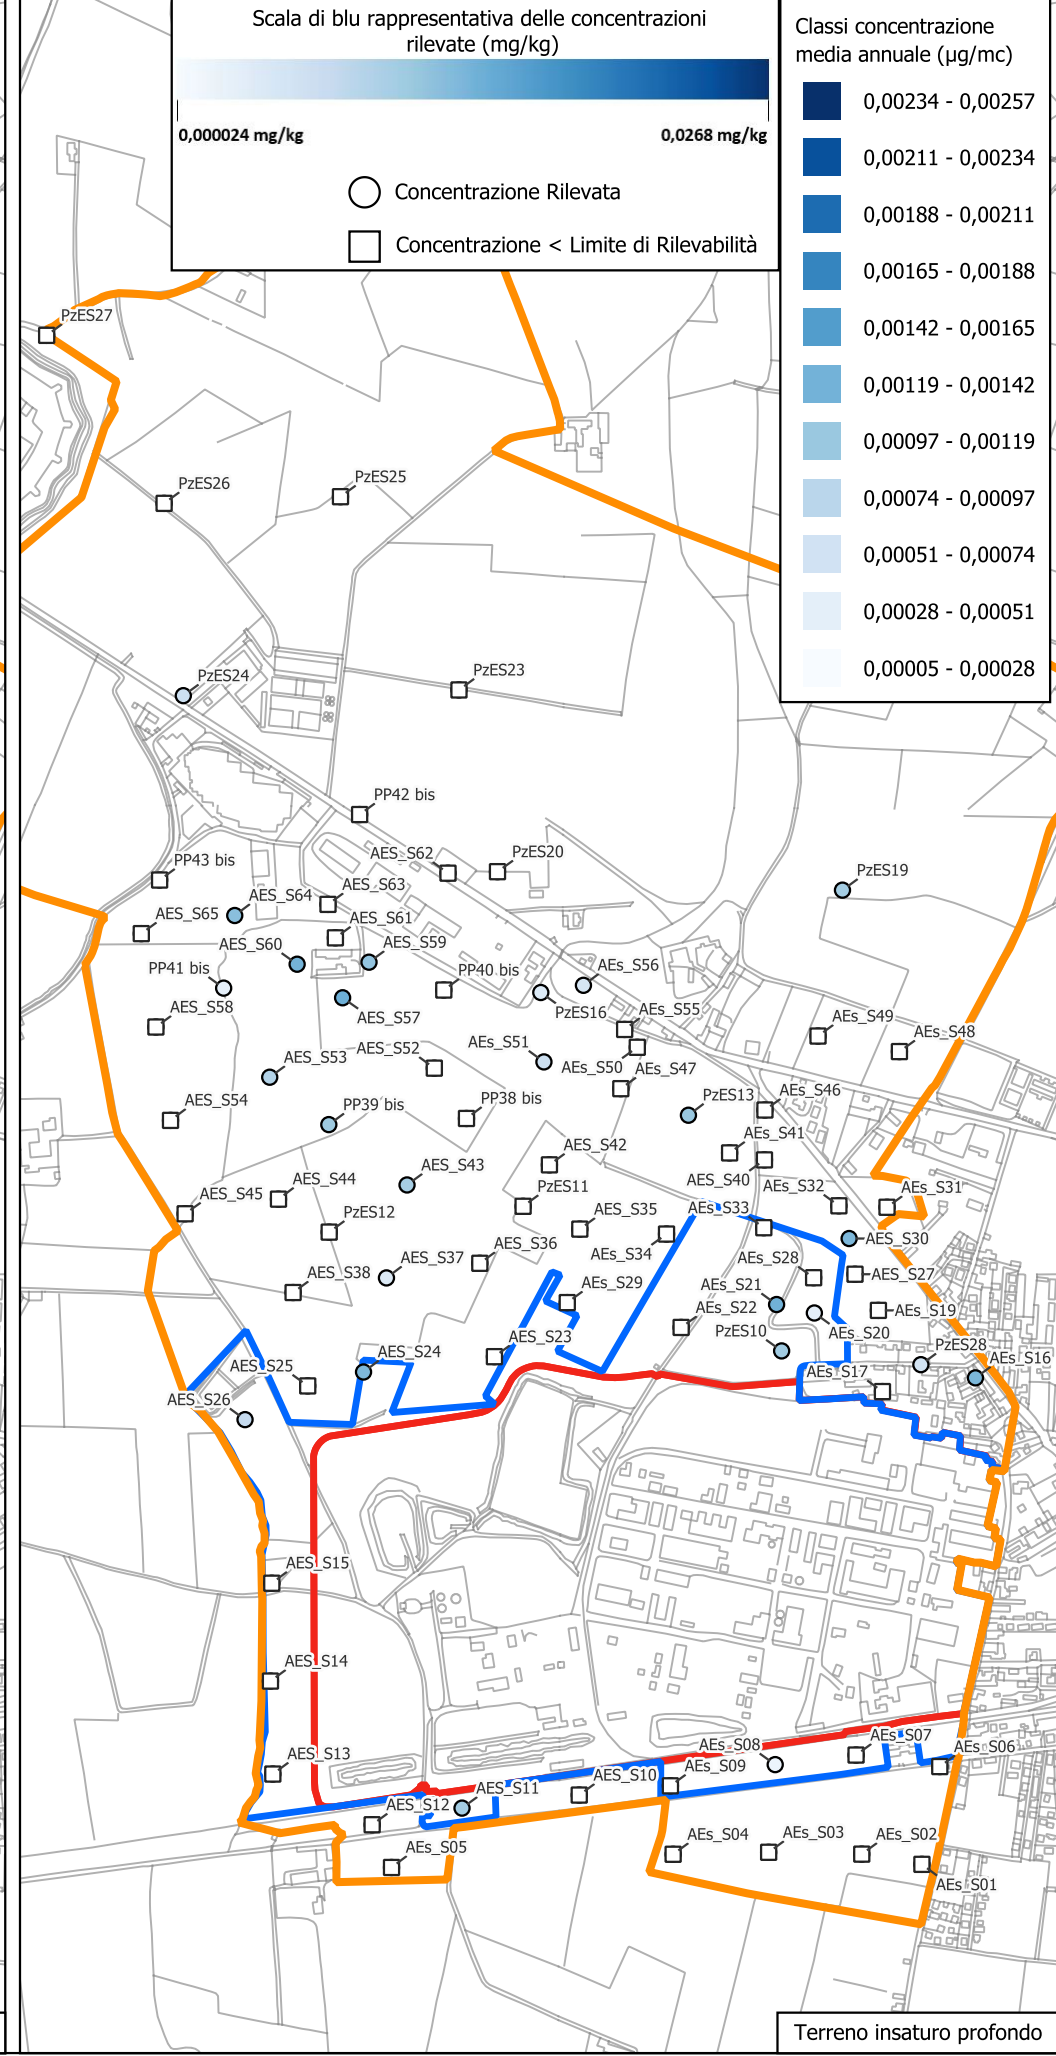 Scala di blu rappresentativa delle concentrazioni
rilevate (mg/kg)
0,000024 mg/kg
0,0268 mg/kg
Concentrazione Rilevata
Concentrazione < Limite di Rilevabilità
Classi concentrazione
media annuale (µg/mc)
0,00234 - 0,00257
0,00211 - 0,00234
0,00188 - 0,00211
0,00165 - 0,00188
0,00142 - 0,00165
0,00119 - 0,00142
0,00097 - 0,00119
0,00074 - 0,00097
0,00051 - 0,00074
0,00028 - 0,00051
0,00005 - 0,00028
PzES27
PzES26
PzES25
PzES24
PzES23
PP42 bis
AES_S62
PzES20
PP43 bis
PzES19
AES_S63
AES_S64
AES_S65
AES_S61
AES_S60
AES_S59
PP41 bis
PP40 bis
AEs_S56
AES_S58
AES_S57
PzES16
AEs_S55
AEs_S49
AEs_S48
AES_S53
AES_S52
AEs_S51
AEs_S50
AEs_S47
AES_S54
PP39 bis
PP38 bis
PzES13
AEs_S46
AEs_S41
AES_S42
AES_S43
AES_S40
AES_S44
AES_S45
PzES11
AEs_S32
AEs_S31
PzES12
AES_S35
AEs_S33
AEs_S34
AEs_S30
AES_S36
AES_S37
AES_S38
AEs_S28
AEs_S27
AEs_S29
AES_S21
AEs_S22
AEs_S19
AEs_S20
PzES10
AES_S23
AES_S24
PzES28
AEs_S16
AES_S25
AEs_S17
AES_S26
AES_S15
AES_S14
AES_S13
AEs_S08
AEs_S07
AEs_S06
AES_S10
AEs_S09
AES_S11
AES_S12
AEs_S05
AEs_S04
AEs_S03
AEs_S02
AEs_S01
Terreno insaturo profondo